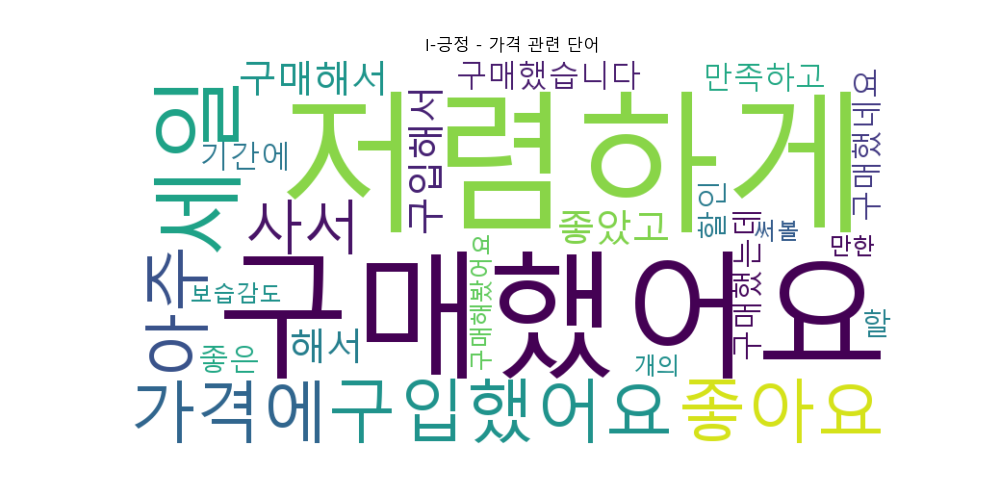 I-긍정 - 가격 관련 단어
구매해서
구매했습니다
만족하고
세일
저렴하게
구입해서
구매했네요
기간에
사서
좋았고
할인
구매했는데
써볼
만한
아주
보습감도
구매했어요
구매해봤어요
할
좋은
해서
개의
가격에
구입했어요
좋아요